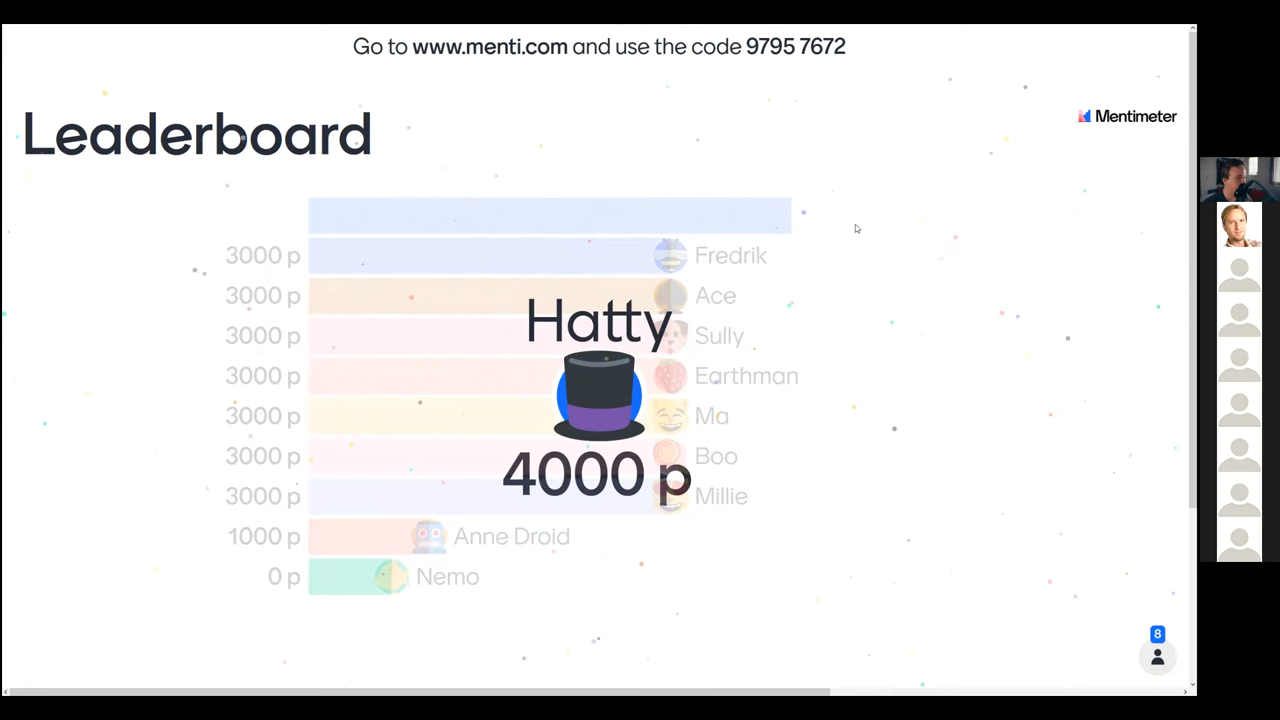 Go to www.menti.com and use the code 9795 7672
Leaderboard
Mentimeter
3000 p Fredrik
3000 p Ace
Hatty
3000 p Sully
3000 p Earthman
3000 p Ma
3000 p Boo
4000 p
3000 p Millie
1000 p Anne Droid
0 p Nemo
8